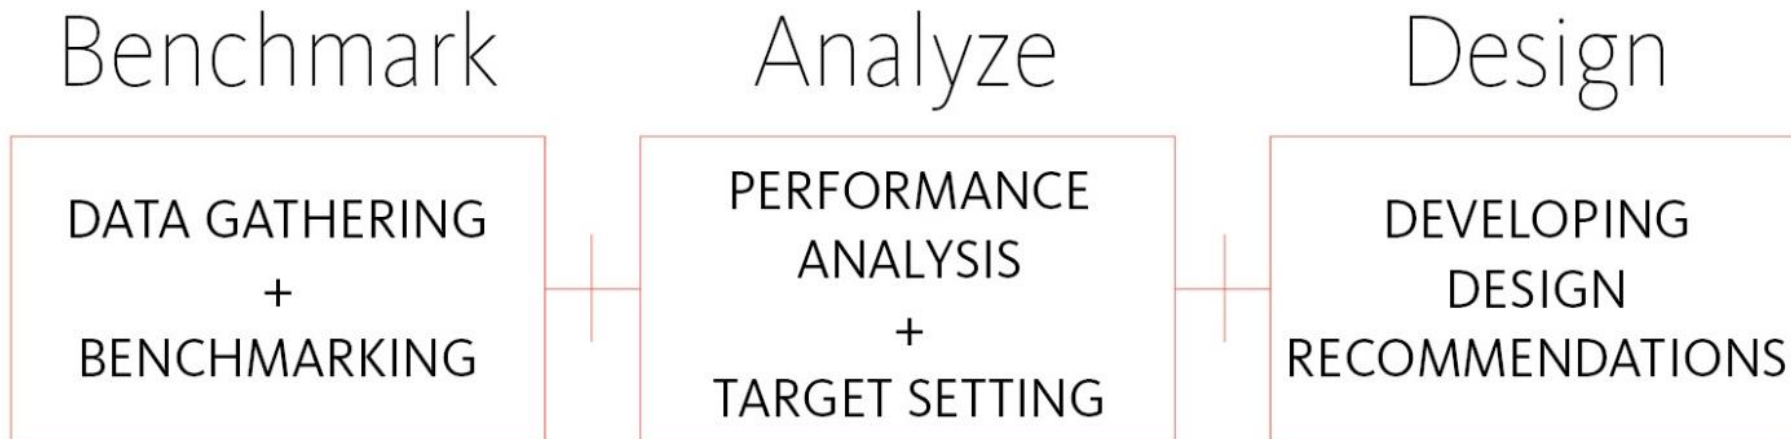 Benchmark
DATA GATHERING
+
BENCHMARKING
Analyze
PERFORMANCE
ANALYSIS
+
TARGET SETTING
Design
DEVELOPING
DESIGN
RECOMMENDATIONS